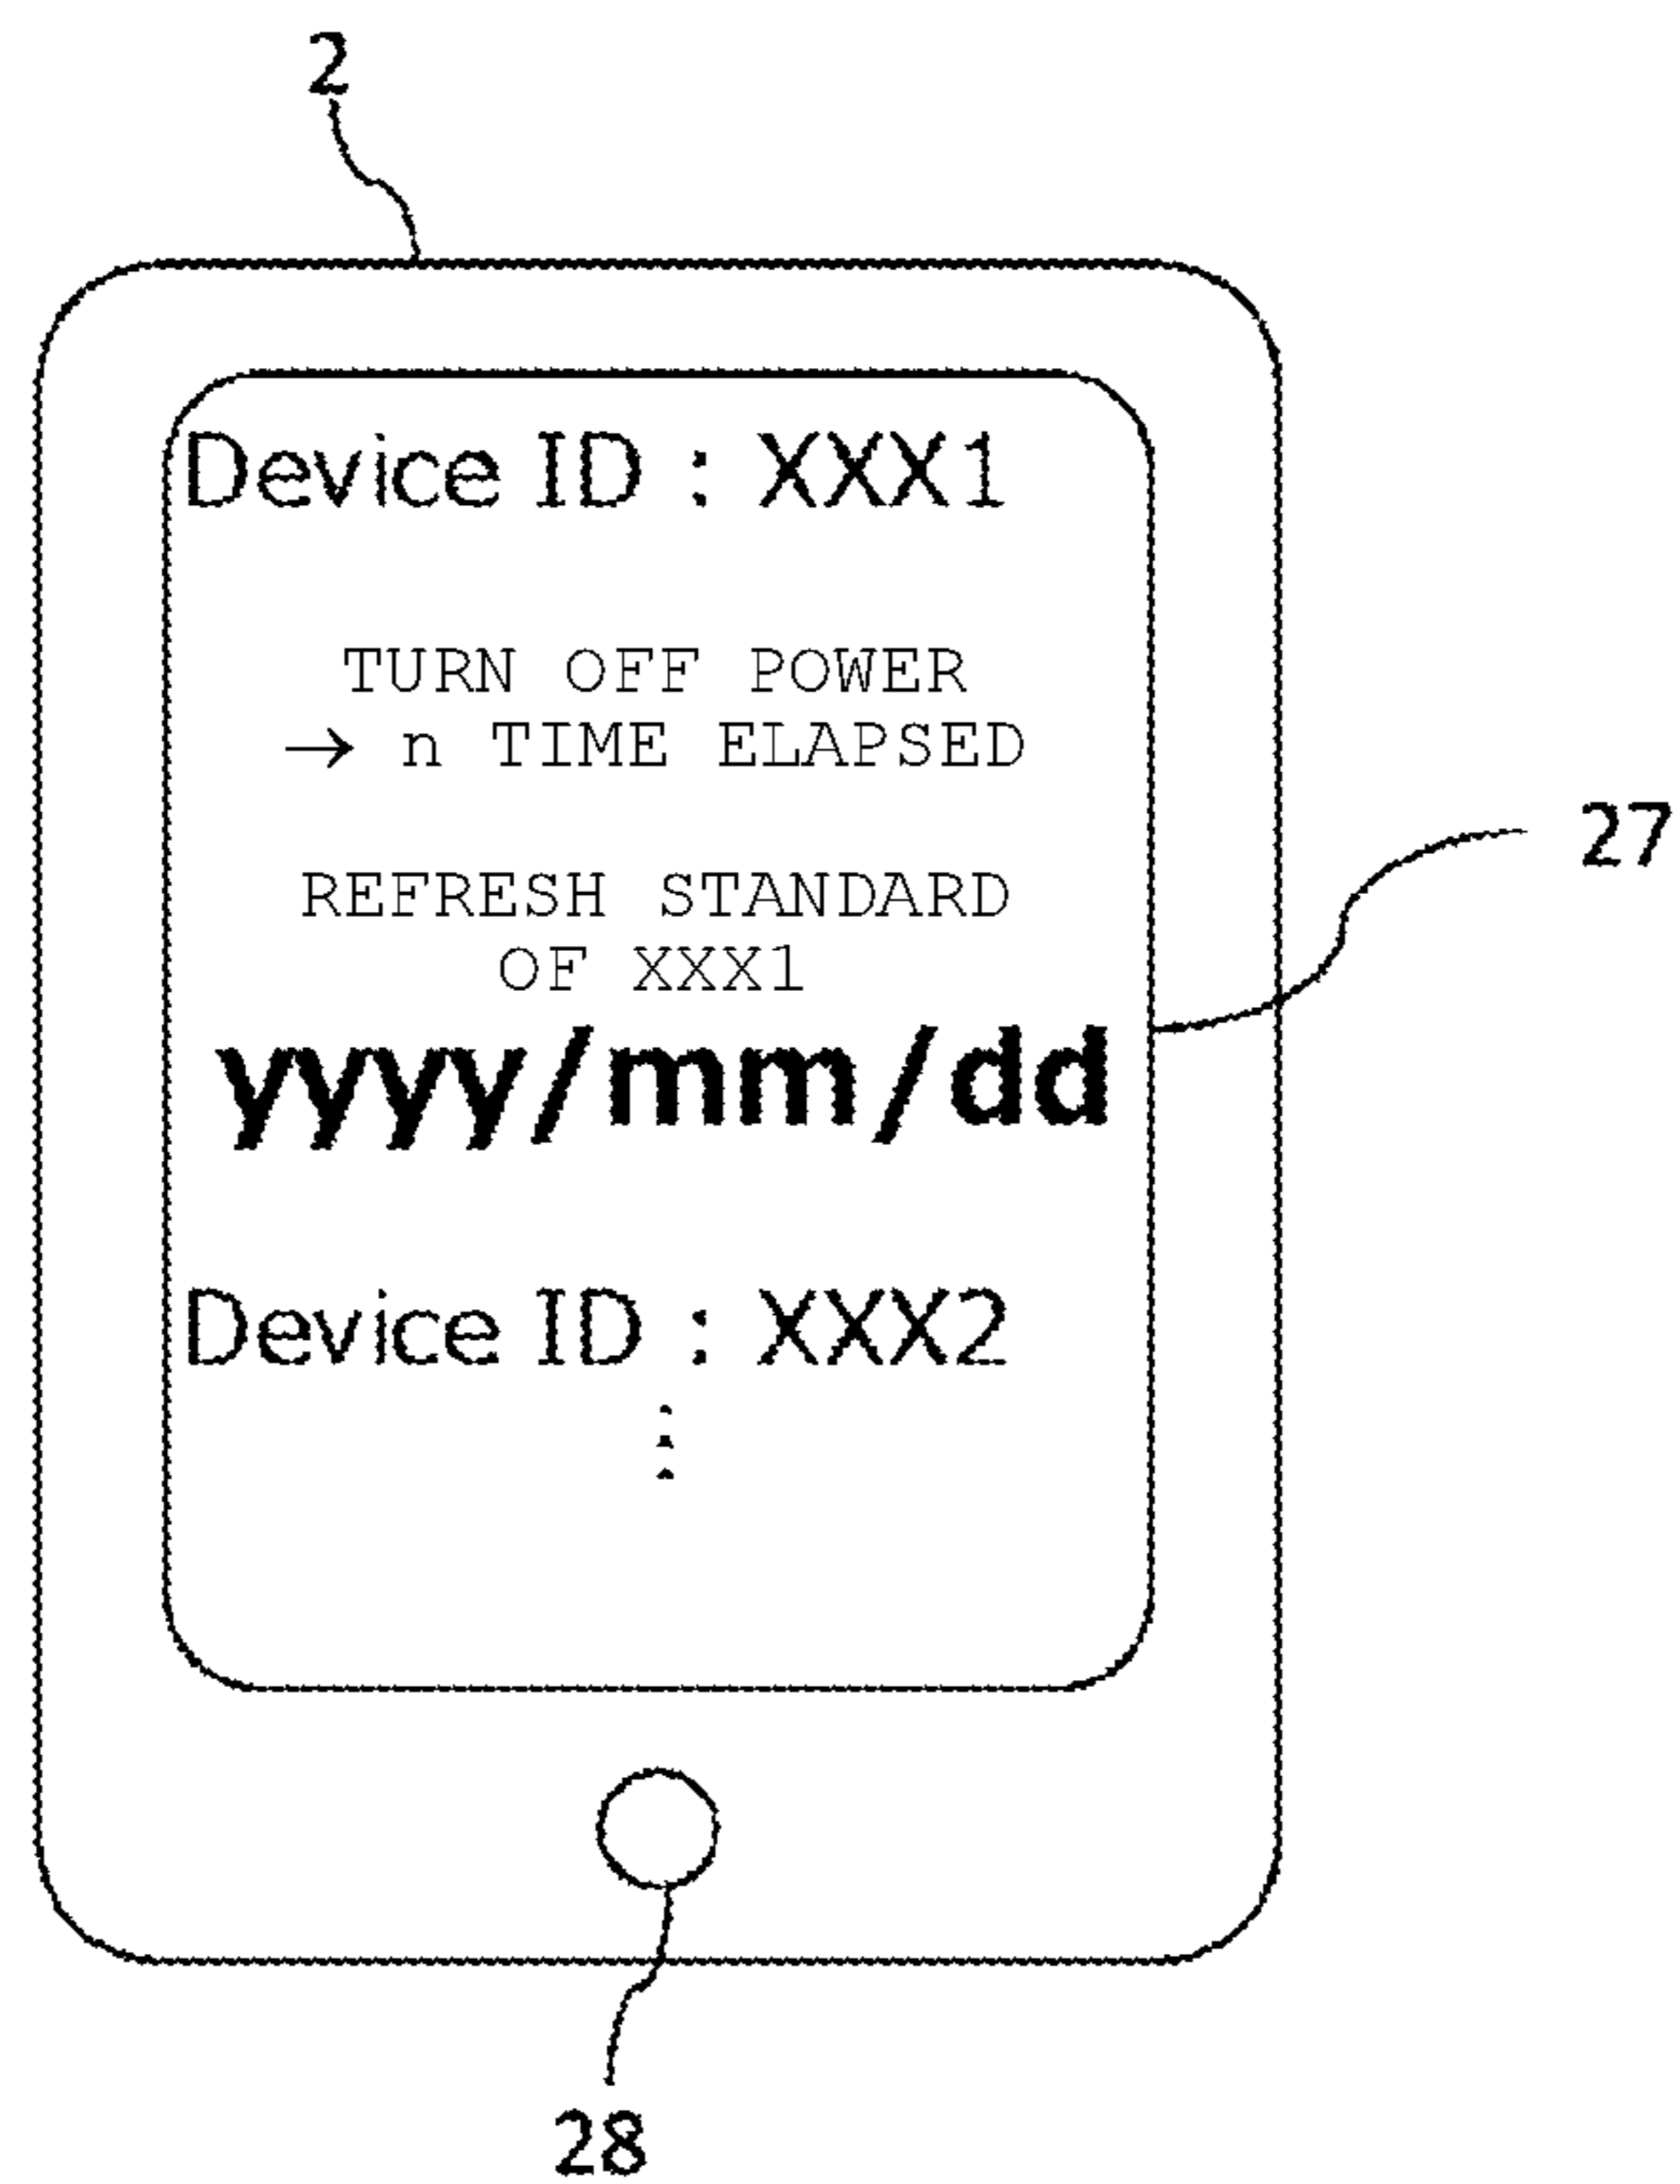 2
Device ID : XXX1
TURN OFF POWER
→ n TIME ELAPSED
REFRESH STANDARD
OF XXX1
yyyy/mm/dd
27
Device ID : XXX2
⋮
28